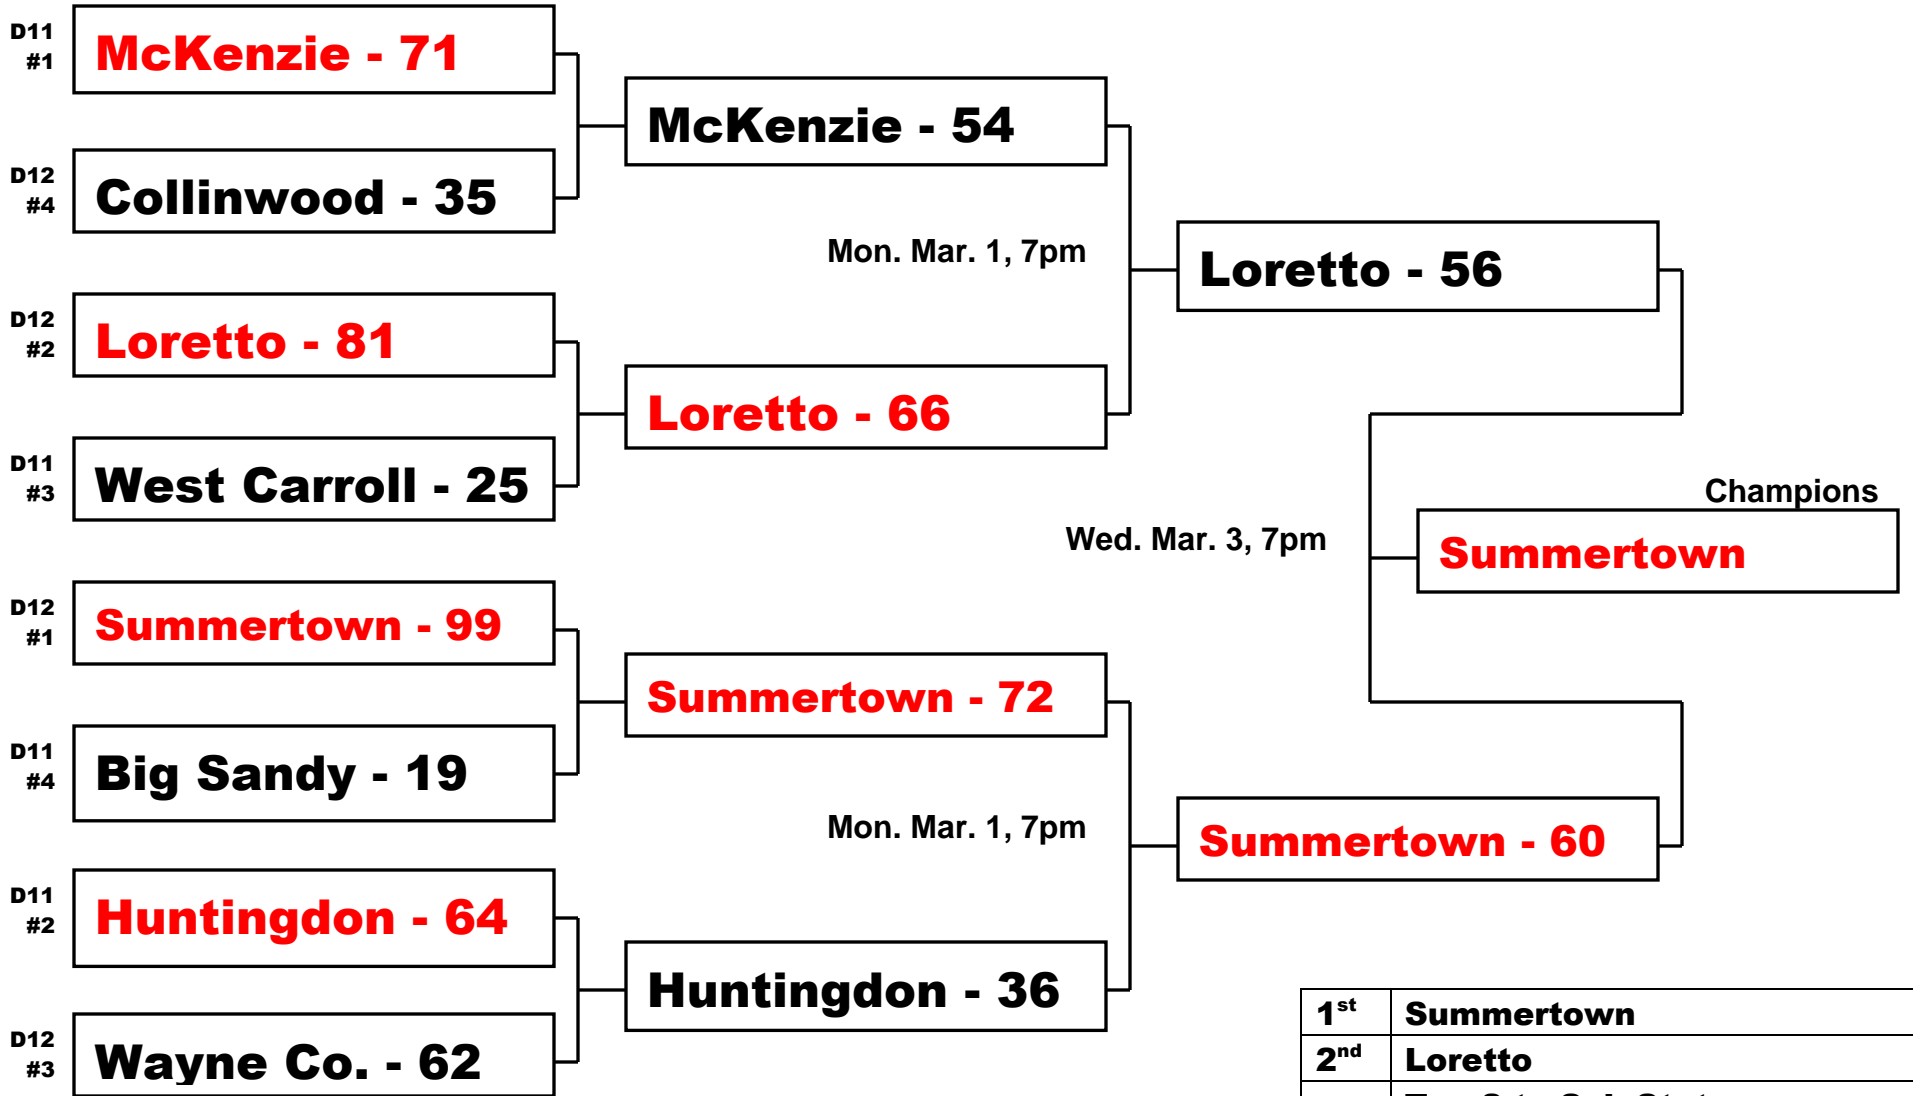 D11
#1
McKenzie - 71
D12
#4
Collinwood - 35
D12
#2
Loretto - 81
D11
#3
West Carroll - 25
D12
#1
Summertown - 99
D11
#4
Big Sandy - 19
D11
#2
Huntingdon - 64
D12
#3
Wayne Co. - 62
McKenzie - 54
Mon. Mar. 1, 7pm
Loretto - 66
Summertown - 72
Mon. Mar. 1, 7pm
Huntingdon - 36
Loretto - 56
Wed. Mar. 3, 7pm
Summertown - 60
Champions
Summertown
1st Summertown
2nd Loretto